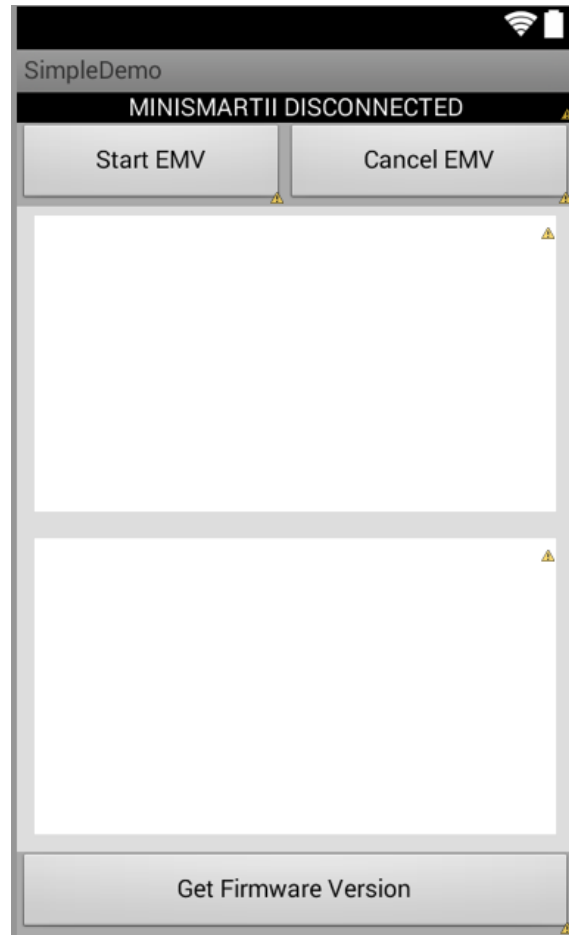 SimpleDemo
MINISMARTII DISCONNECTED
Start EMV Cancel EMV
Get Firmware Version